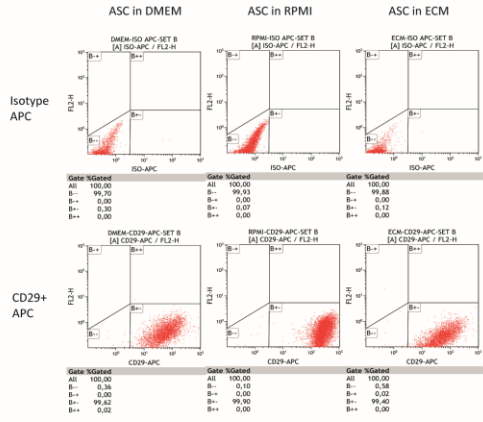 ASC in DMEM ASC in RPMI ASC in ECM
DMEM-ISO APC-SET B RPMI-ISO APC-SET B ECM-ISO APC-SET B
[A] ISO-APC / FL2-H [A] ISO-APC / FL2-H [A] ISO-APC / FL2-H
B-+ B++ B-+ B++ B-+ B++
Isotype
APC
FL2-H FL2-H FL2-H
B-- B+- B-- B+- B-- B+-
ISO-APC ISO-APC ISO-APC
Gate %Gated Gate %Gated Gate %Gated
All 100,00 All 100,00 All 100,00
B-- 99,70 B-- 99,93 B-- 99,88
B-+ 0,00 B-+ 0,00 B-+ 0,00
B+- 0,30 B+- 0,07 B+- 0,12
B++ 0,00 B++ 0,00 B++ 0,00
DMEM-CD29-APC-SET B RPMI-CD29-APC-SET B ECM-CD29-APC-SET B
[A] CD29-APC / FL2-H [A] CD29-APC / FL2-H [A] CD29-APC / FL2-H
B-+ B++ B-+ B++ B-+ B++
CD29+
APC
FL2-H FL2-H FL2-H
B-- B+- B-- B+- B-- B+-
CD29-APC CD29-APC CD29-APC
Gate %Gated Gate %Gated Gate %Gated
All 100,00 All 100,00 All 100,00
B-- 0,36 B-- 0,10 B-- 0,58
B-+ 0,00 B-+ 0,00 B-+ 0,02
B+- 99,62 B+- 99,90 B+- 99,40
B++ 0,02 B++ 0,00 B++ 0,00